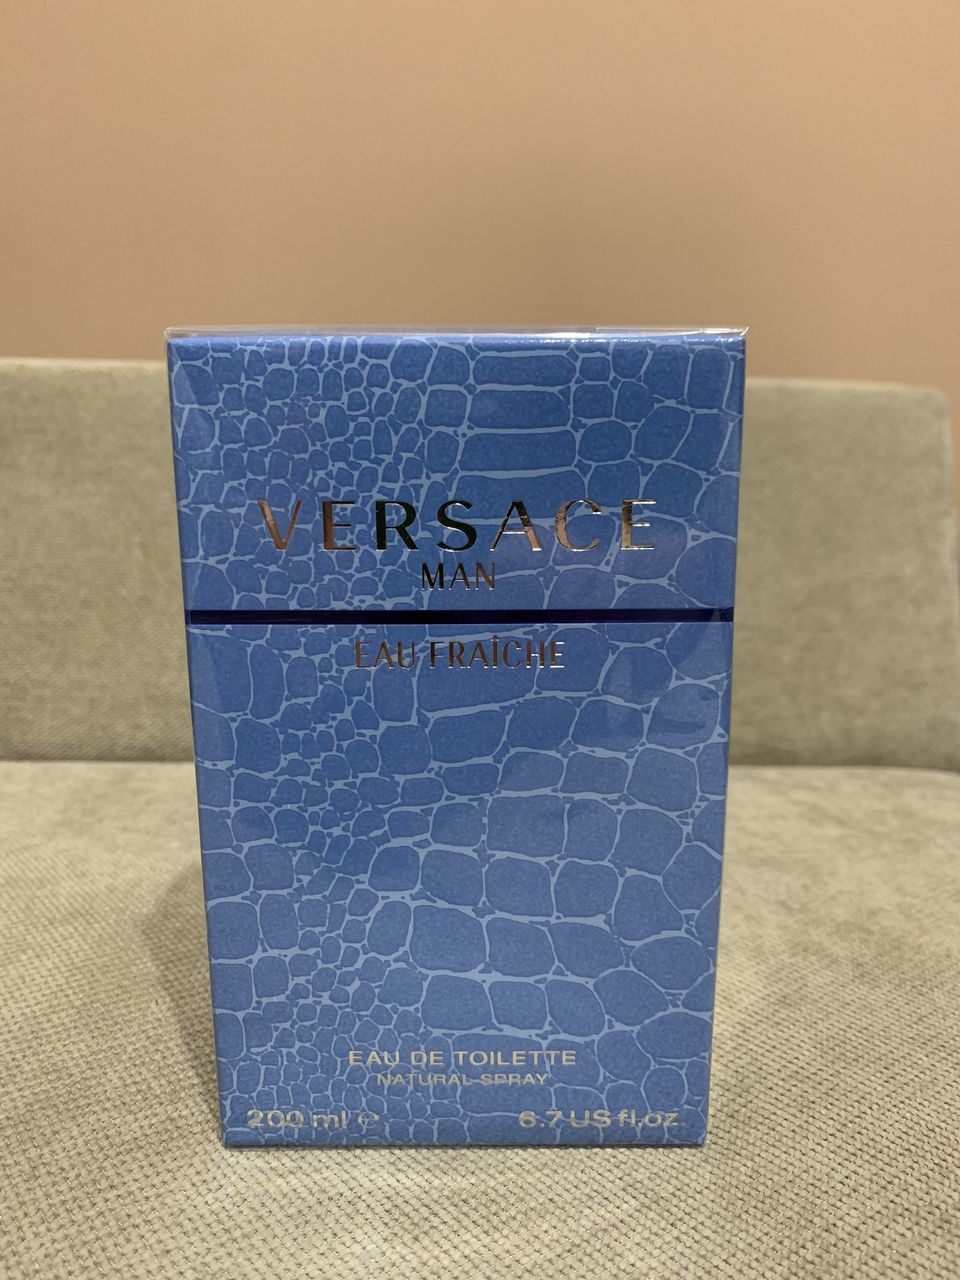 VERSACE
MAN
EAU FRAÎCHE
EAU DE TOILETTE
NATURAL SPRAY
200 ml ℮ 6.7 US fl.oz.